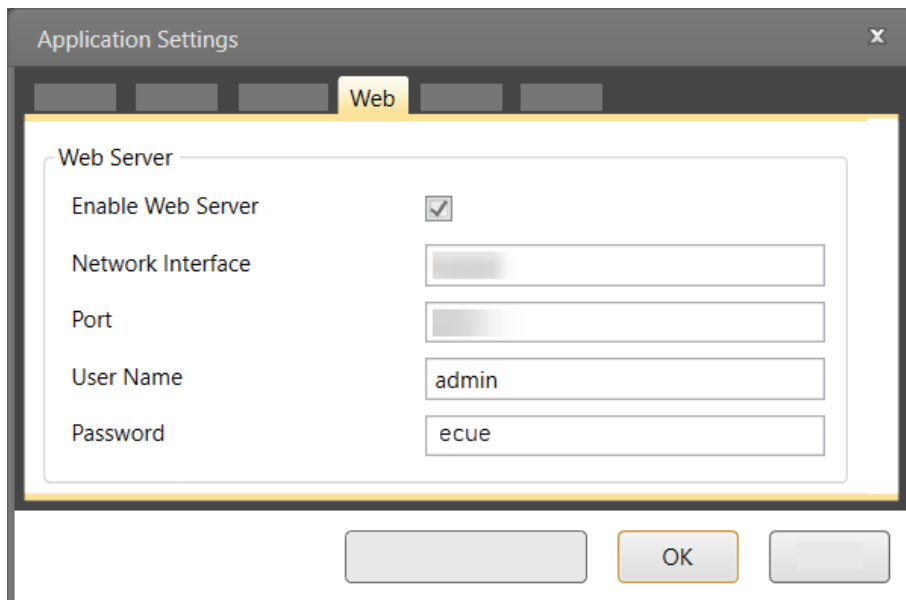 Application Settings x
Web
Web Server
Enable Web Server
Network Interface
Port
User Name admin
Password ecue
OK